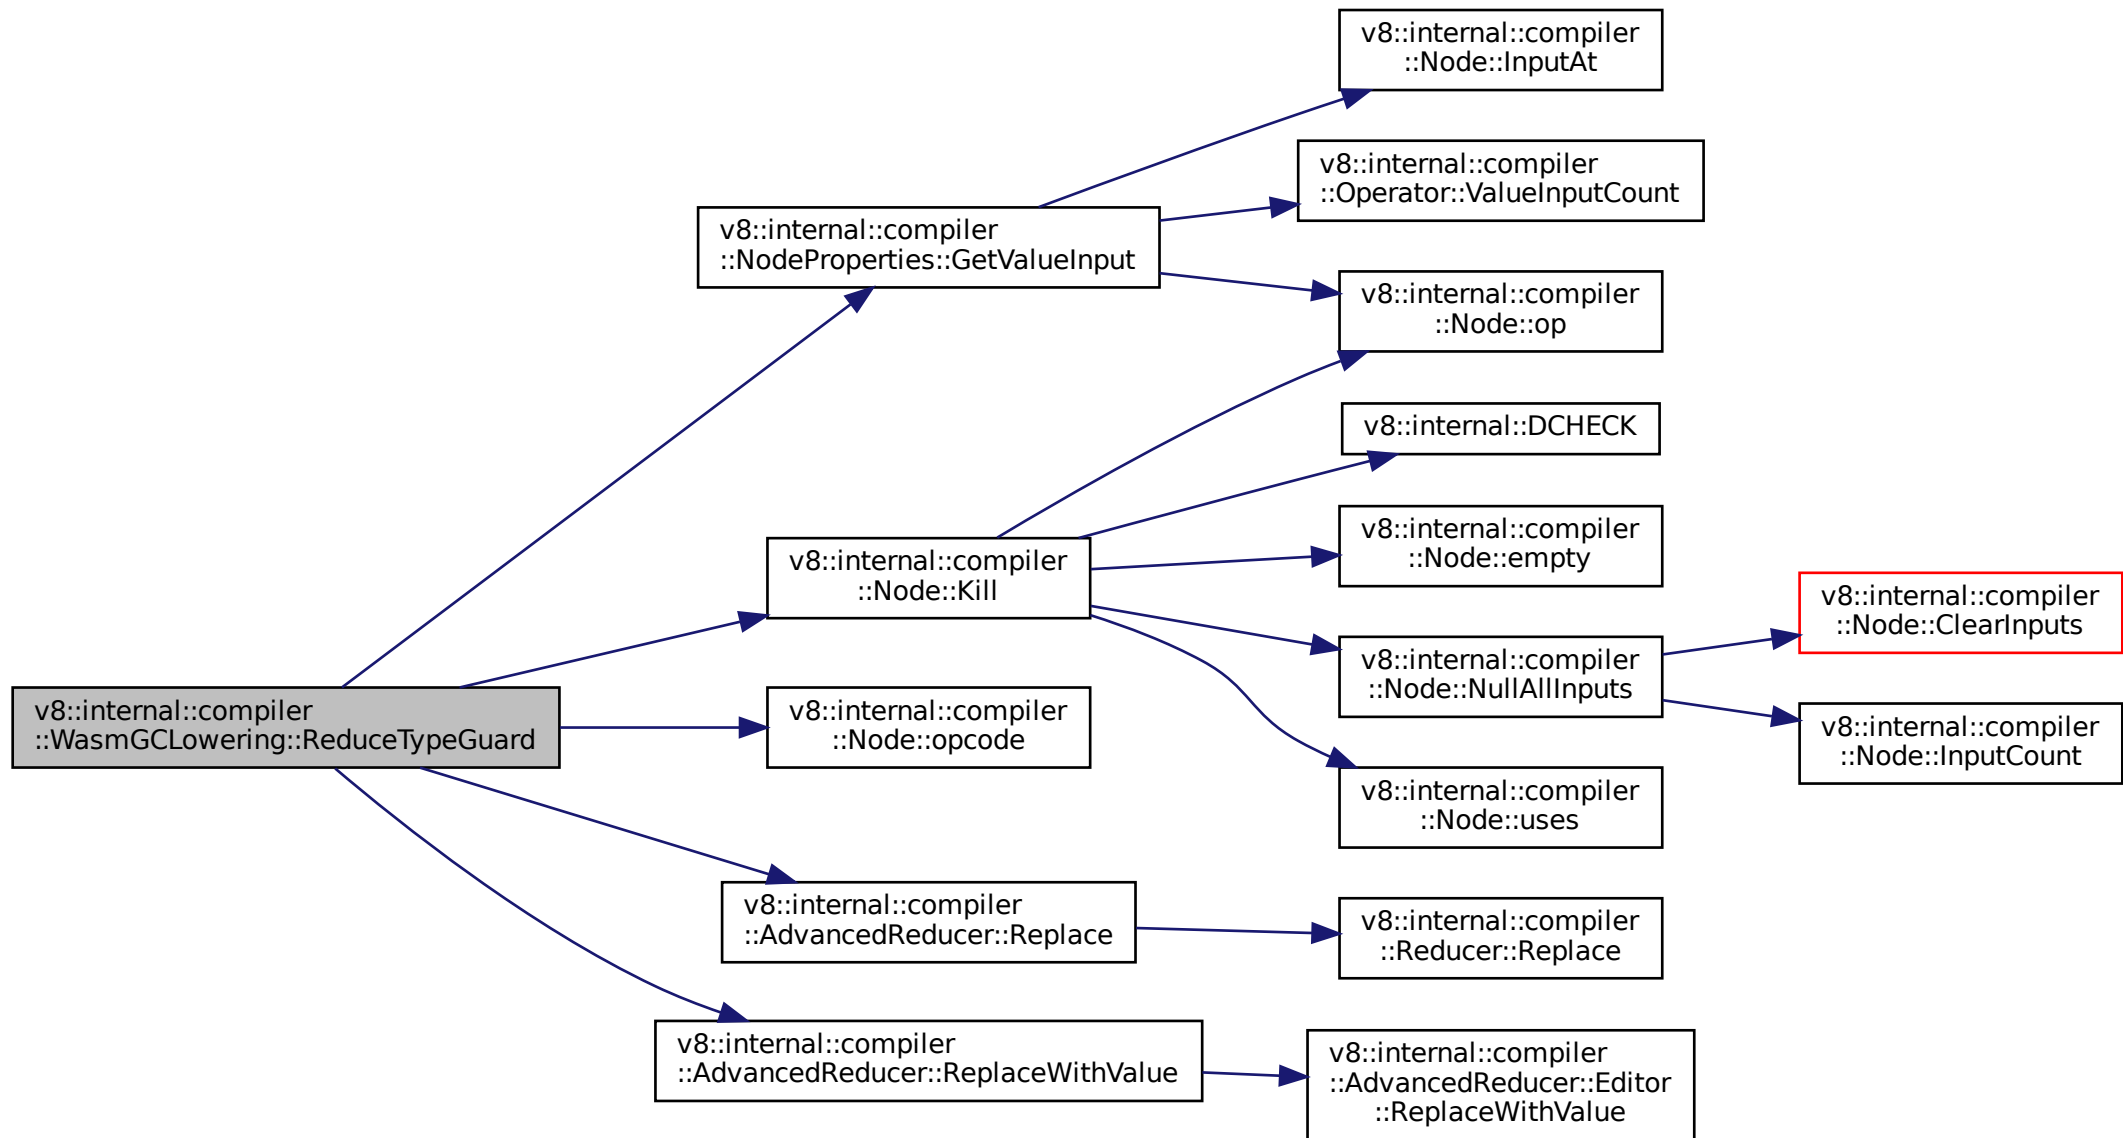 v8::internal::compiler
::Node::InputAt
v8::internal::compiler
::Operator::ValueInputCount
v8::internal::compiler
::NodeProperties::GetValueInput
v8::internal::compiler
::Node::op
v8::internal::DCHECK
v8::internal::compiler
::Node::empty
v8::internal::compiler
::Node::Kill
v8::internal::compiler
::Node::ClearInputs
v8::internal::compiler
::Node::NullAllInputs
v8::internal::compiler
::WasmGCLowering::ReduceTypeGuard
v8::internal::compiler
::Node::opcode
v8::internal::compiler
::Node::InputCount
v8::internal::compiler
::Node::uses
v8::internal::compiler
::AdvancedReducer::Replace
v8::internal::compiler
::Reducer::Replace
v8::internal::compiler
::AdvancedReducer::ReplaceWithValue
v8::internal::compiler
::AdvancedReducer::Editor
::ReplaceWithValue